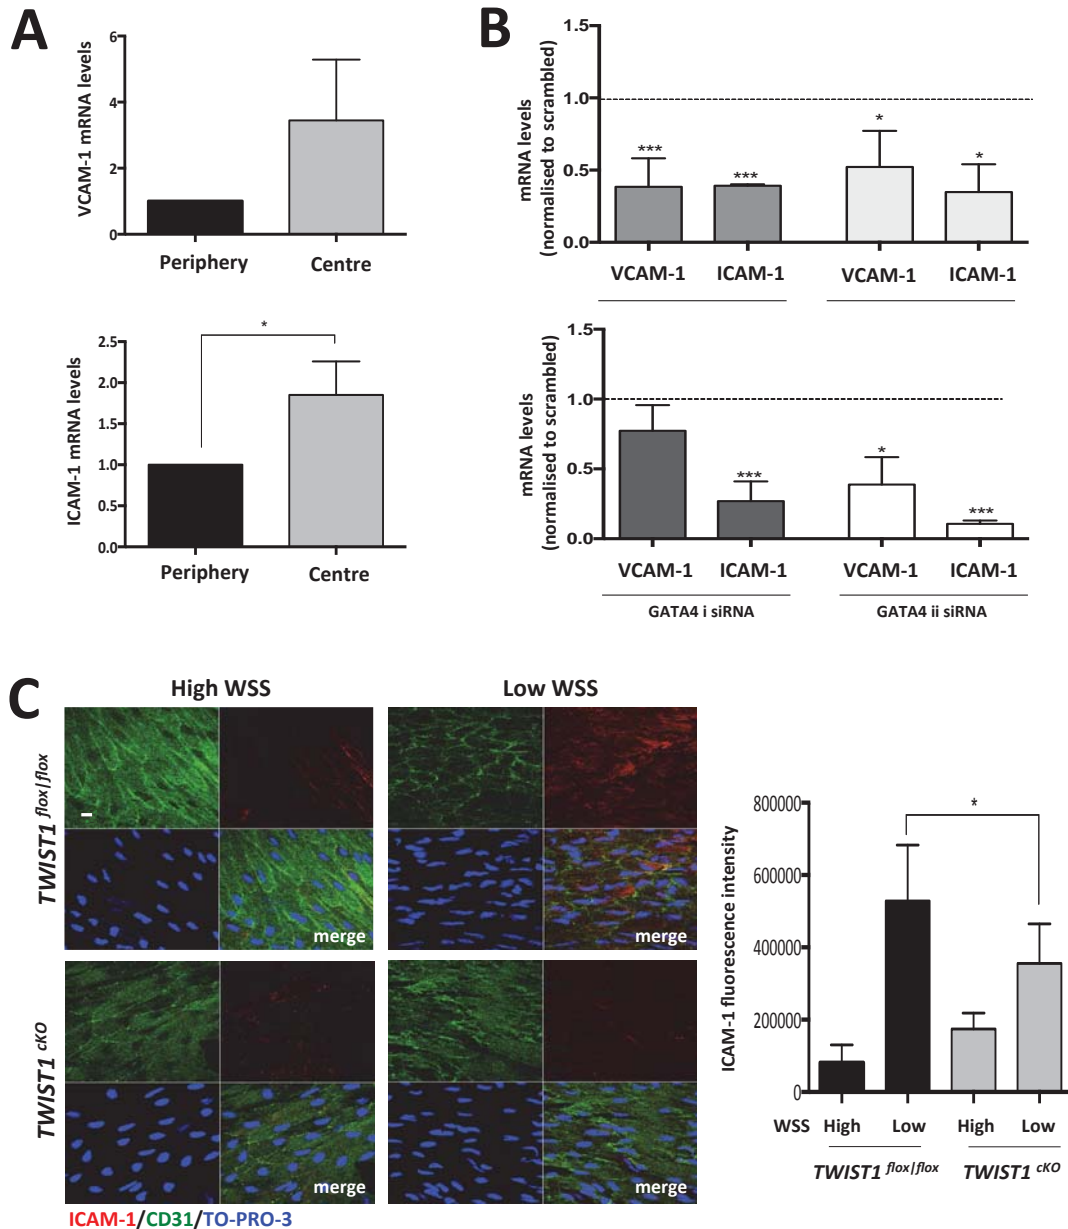 A
VCAM-1 mRNA levels
6
4
2
0
Periphery
Centre
ICAM-1 mRNA levels
2.5
2.0
1.5
1.0
0.5
0.0
*
Periphery
Centre
B
mRNA levels
(normalised to scrambled)
1.5
1.0
0.5
0.0
***
***
*
*
VCAM-1
ICAM-1
VCAM-1
ICAM-1
mRNA levels
(normalised to scrambled)
1.5
1.0
0.5
0.0
***
*
***
VCAM-1
ICAM-1
VCAM-1
ICAM-1
GATA4 i siRNA
GATA4 ii siRNA
C
High WSS
Low WSS
TWIST1 flox/flox
merge
merge
TWIST1 cKO
merge
merge
ICAM-1/CD31/TO-PRO-3
ICAM-1 fluorescence intensity
800000
600000
400000
200000
0
*
WSS High Low High Low
TWIST1 flox/flox
TWIST1 cKO